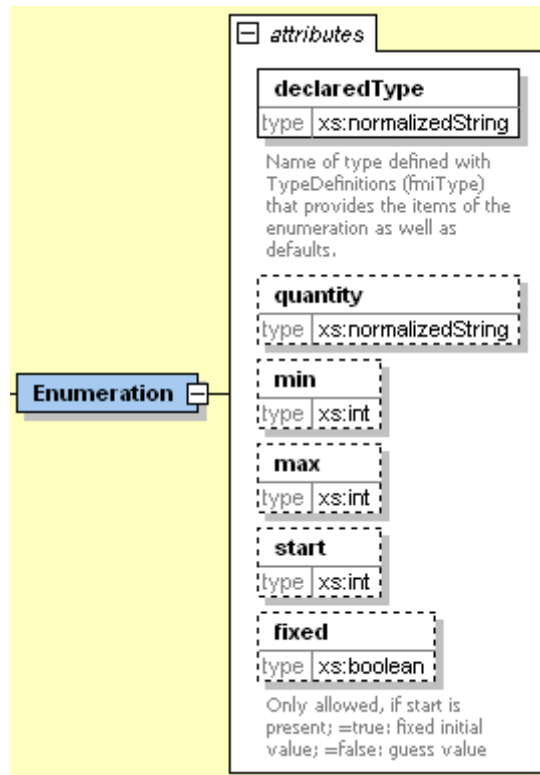 attributes
declaredType
type xs:normalizedString
Name of type defined with
TypeDefinitions (fmiType)
that provides the items of the
enumeration as well as
defaults.
quantity
type xs:normalizedString
Enumeration
min
type xs:int
max
type xs:int
start
type xs:int
fixed
type xs:boolean
Only allowed, if start is
present; =true: fixed initial
value; =false: guess value